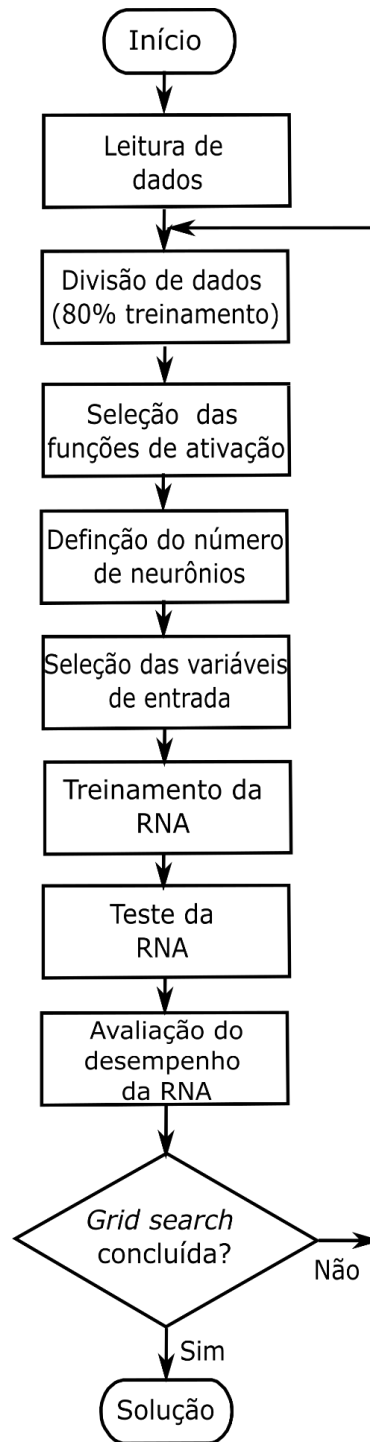 Início
Leitura de
dados
Divisão de dados
(80% treinamento)
Seleção das
funções de ativação
Definção do número
de neurônios
Seleção das variáveis
de entrada
Treinamento da
RNA
Teste da
RNA
Avaliação do
desempenho
da RNA
Grid search
concluída?
Não
Sim
Solução